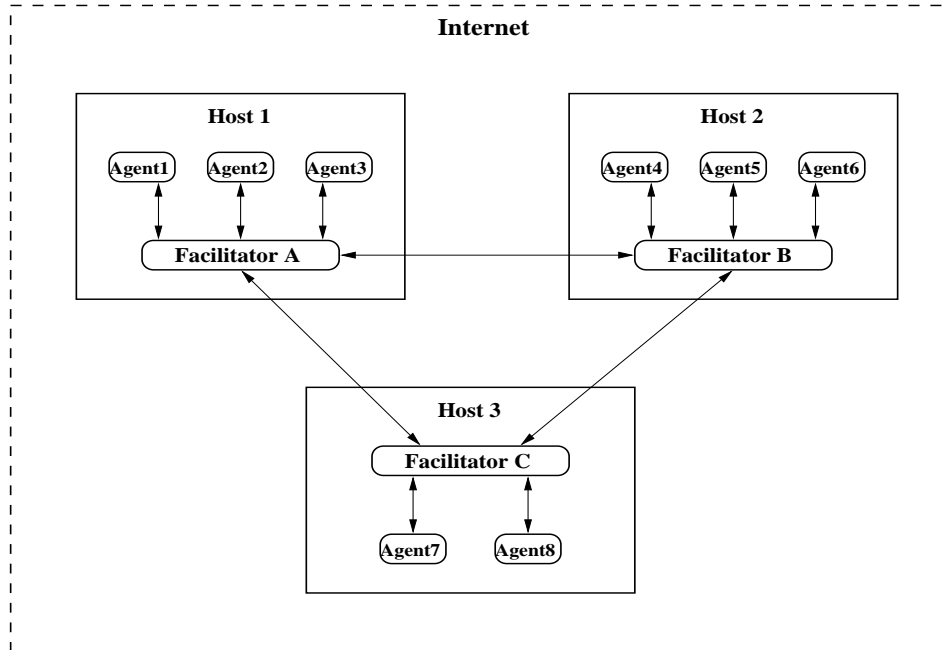 Internet
Host 1
Agent1 Agent2 Agent3
Facilitator A
Host 2
Agent4 Agent5 Agent6
Facilitator B
Host 3
Facilitator C
Agent7 Agent8